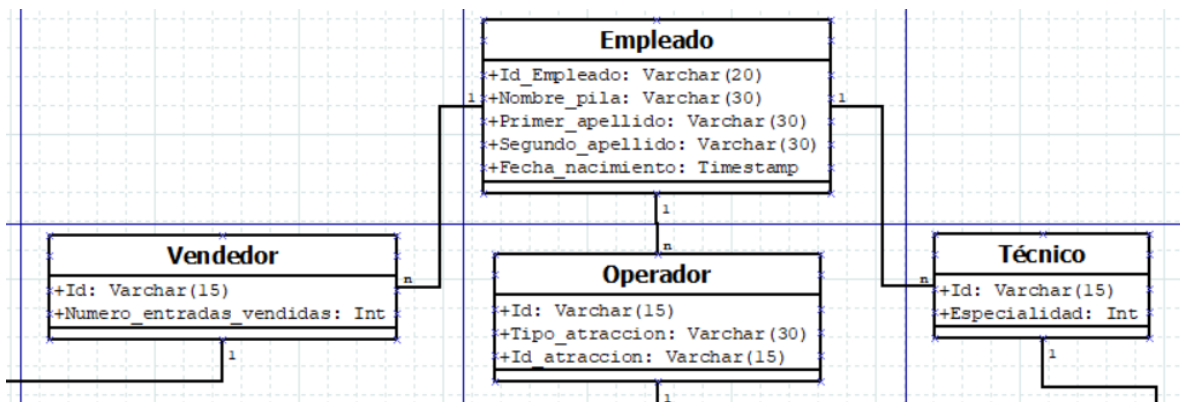 Empleado
+Id_Empleado: Varchar(20)
+Nombre_pila: Varchar(30)
+Primer_apellido: Varchar(30)
+Segundo_apellido: Varchar(30)
+Fecha_nacimiento: Timestamp
1
1
1
n
Vendedor
+Id: Varchar(15)
+Numero_entradas_vendidas: Int
n
1
Operador
+Id: Varchar(15)
+Tipo_atraccion: Varchar(30)
+Id_atraccion: Varchar(15)
1
Técnico
n
+Id: Varchar(15)
+Especialidad: Int
1